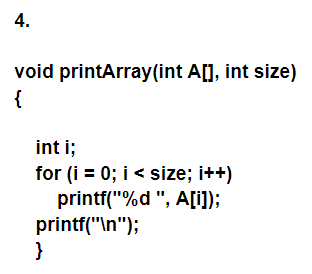 4.
void printArray(int A[], int size)
{
int i;
for (i = 0; i < size; i++)
printf("%d ", A[i]);
printf("\n");
}